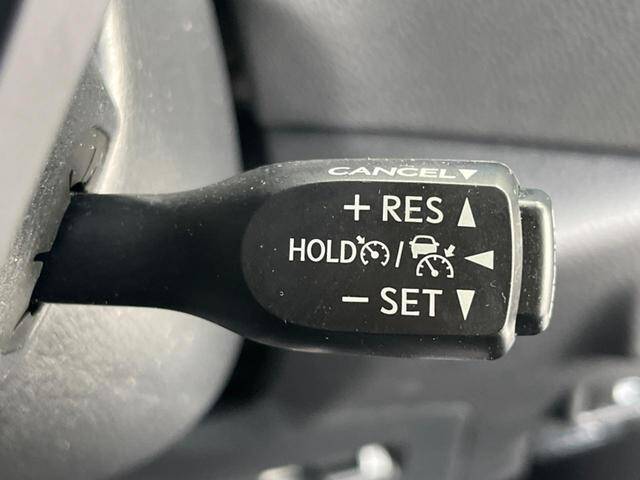 CANCEL▼
+ RES ▲
HOLD / ◄
− SET ▼